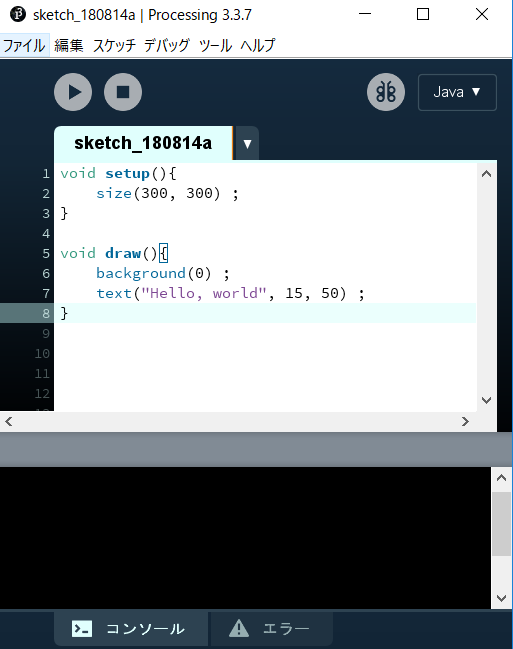 sketch_180814a | Processing 3.3.7
ファイル 編集 スケッチ デバッグ ツール ヘルプ
Java ▼
sketch_180814a ▼
1 void setup(){
2 size(300, 300) ;
3 }
4
5 void draw(){
6 background(0) ;
7 text("Hello, world", 15, 50) ;
8 }
9
10
11
12
コンソール エラー